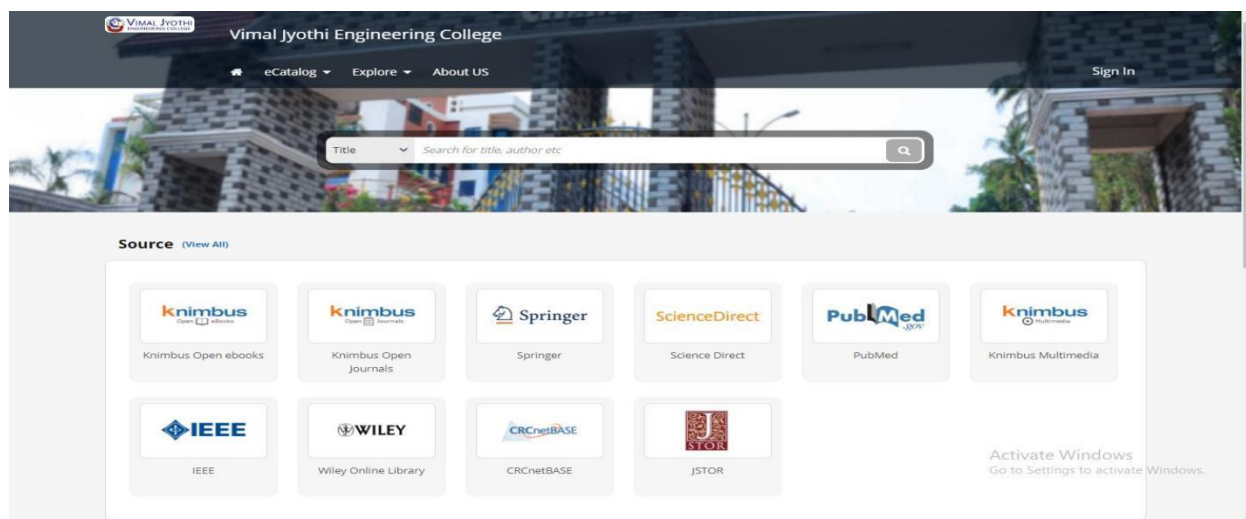 VIMAL JYOTHI
ENGINEERING COLLEGE
Vimal Jyothi Engineering College
eCatalog Explore About US
Sign In
Title Search for title, author etc
Source (View All)
knimbus
Open eBooks
Knimbus Open ebooks
knimbus
Open Journals
Knimbus Open
Journals
Springer
Springer
ScienceDirect
Science Direct
PubMed
.gov
PubMed
knimbus
Multimedia
Knimbus Multimedia
IEEE
IEEE
WILEY
Wiley Online Library
CRCnetBASE
CRCnetBASE
J
STOR
JSTOR
Activate Windows
Go to Settings to activate Windows.